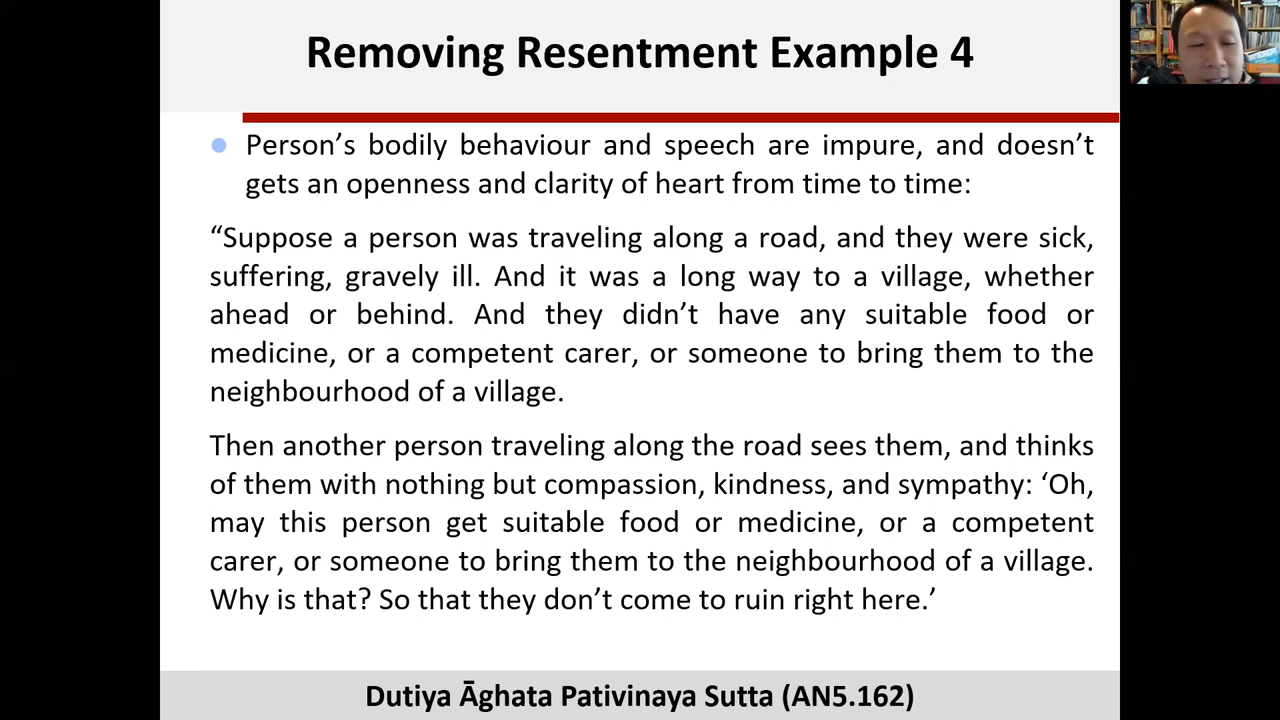 Removing Resentment Example 4
Person’s bodily behaviour and speech are impure, and doesn’t
gets an openness and clarity of heart from time to time:
“Suppose a person was traveling along a road, and they were sick,
suffering, gravely ill. And it was a long way to a village, whether
ahead or behind. And they didn’t have any suitable food or
medicine, or a competent carer, or someone to bring them to the
neighbourhood of a village.
Then another person traveling along the road sees them, and thinks
of them with nothing but compassion, kindness, and sympathy: ‘Oh,
may this person get suitable food or medicine, or a competent
carer, or someone to bring them to the neighbourhood of a village.
Why is that? So that they don’t come to ruin right here.’
Dutiya Āghata Pativinaya Sutta (AN5.162)